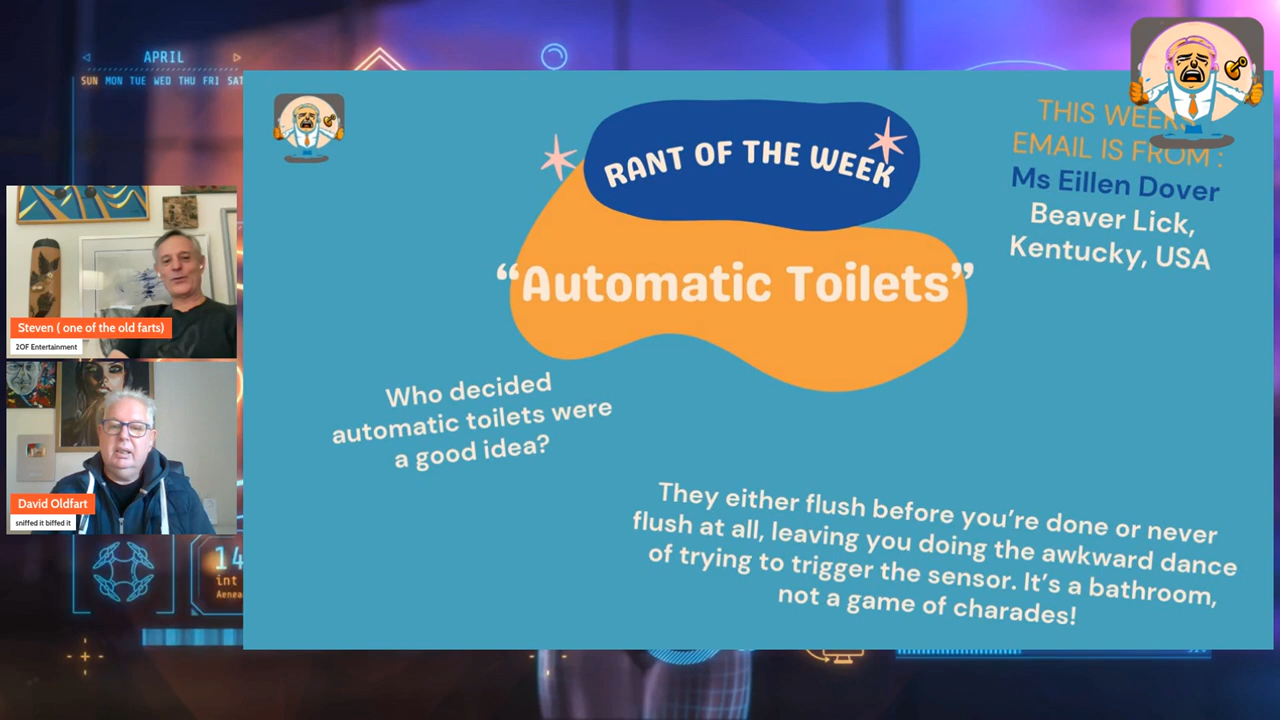 APRIL
SUN MON TUE WED THU FRI SAT
RANT OF THE WEEK
THIS WEEK
EMAIL IS FROM :
Ms Eillen Dover
Beaver Lick,
Kentucky, USA
“Automatic Toilets”
Steven ( one of the old farts)
2OF Entertainment
Who decided
automatic toilets were
a good idea?
David Oldfart
sniffed it biffed it
They either flush before you’re done or never
flush at all, leaving you doing the awkward dance
of trying to trigger the sensor. It’s a bathroom,
not a game of charades!
14
int
Aenea